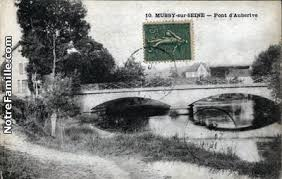 10. MUSSY-sur-SEINE - Pont d'Auberive
NotreFamille.com